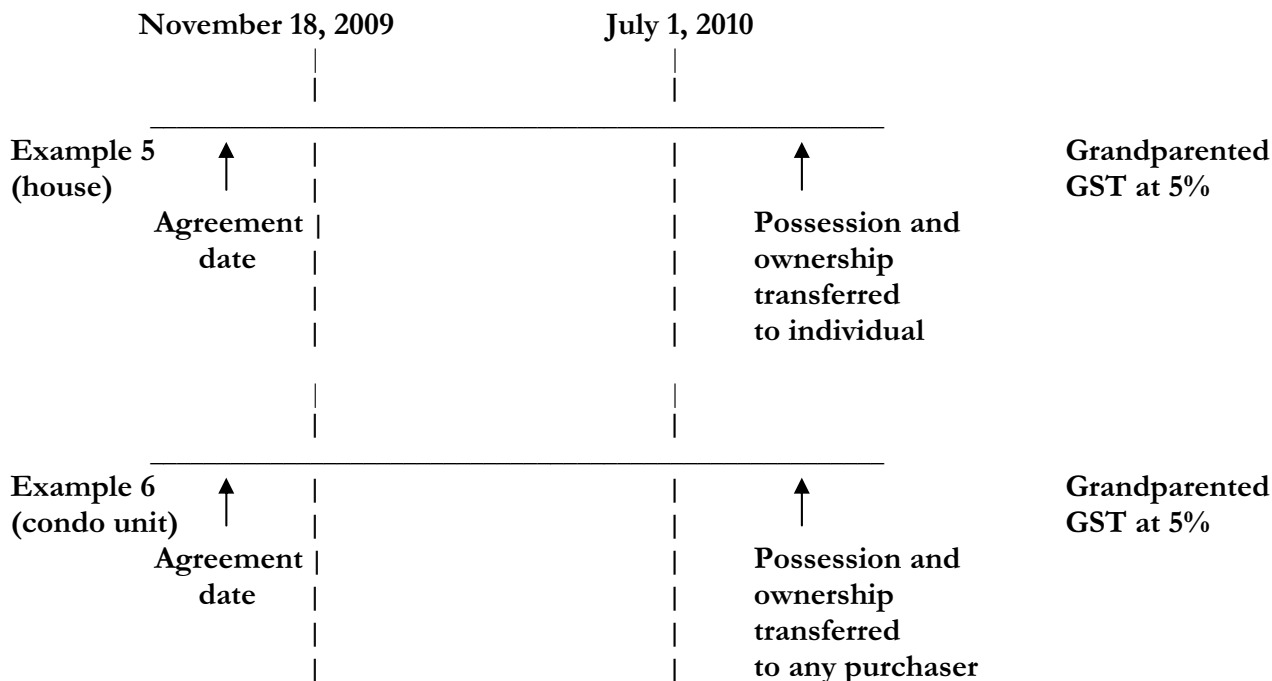 November 18, 2009 July 1, 2010
Example 5 Grandparented
(house) GST at 5%
Agreement Possession and
date ownership
transferred
to individual
Example 6 Grandparented
(condo unit) GST at 5%
Agreement Possession and
date ownership
transferred
to any purchaser